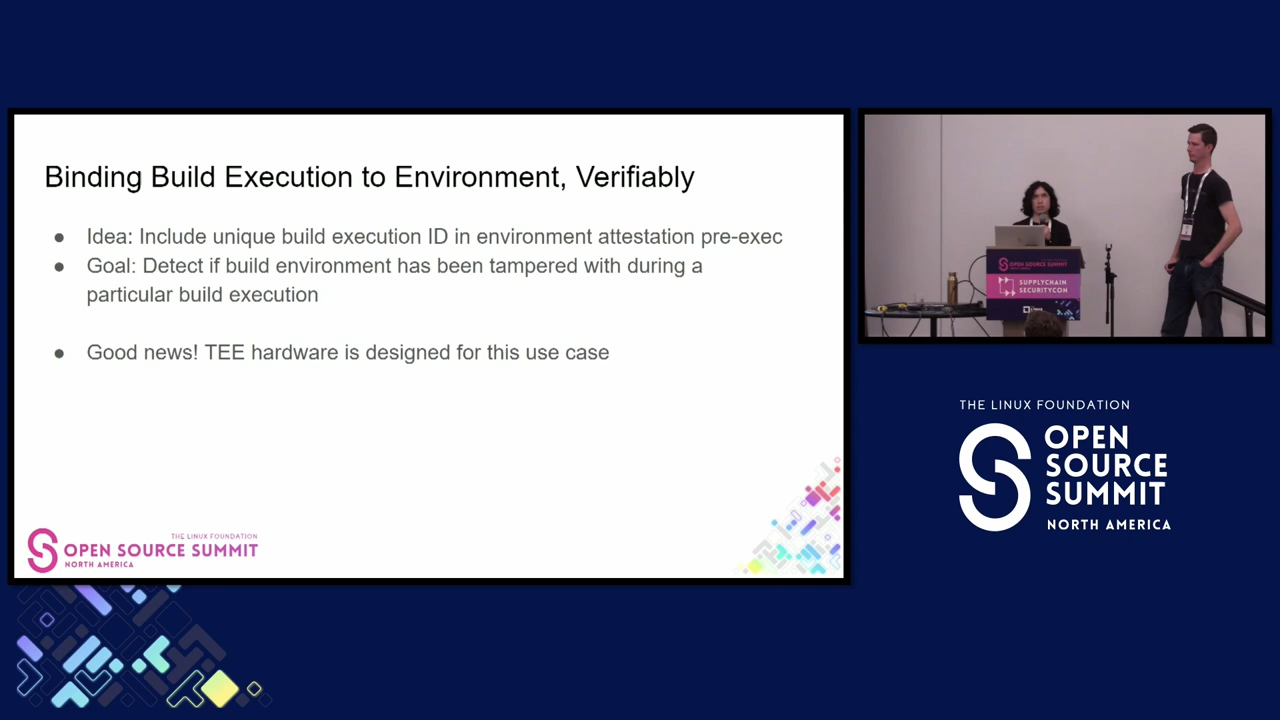 Binding Build Execution to Environment, Verifiably
● Idea: Include unique build execution ID in environment attestation pre-exec
● Goal: Detect if build environment has been tampered with during a
particular build execution
● Good news! TEE hardware is designed for this use case
THE LINUX FOUNDATION
OPEN SOURCE SUMMIT
NORTH AMERICA
OPEN SOURCE SUMMIT
SUPPLYCHAIN
SECURITYCON
THE LINUX FOUNDATION
OPEN
SOURCE
SUMMIT
NORTH AMERICA